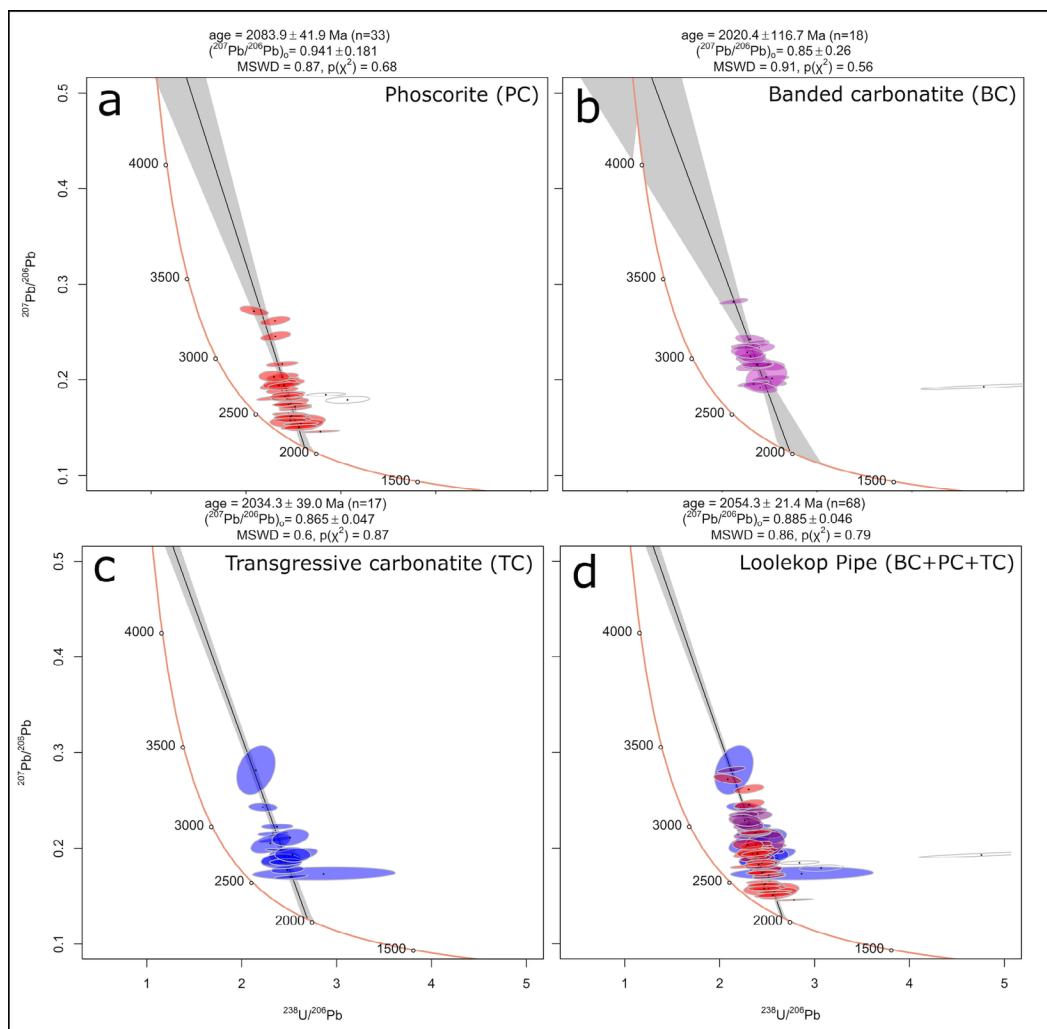 age = 2083.9 ± 41.9 Ma (n=33)
(²⁰⁷Pb/²⁰⁶Pb)ₒ = 0.941 ± 0.181
MSWD = 0.87, p(χ²) = 0.68
a
Phoscorite (PC)
0.5
0.4
0.3
0.2
0.1
²⁰⁷Pb/²⁰⁶Pb
4000
3500
3000
2500
2000
1500
age = 2020.4 ± 116.7 Ma (n=18)
(²⁰⁷Pb/²⁰⁶Pb)ₒ = 0.85 ± 0.26
MSWD = 0.91, p(χ²) = 0.56
b
Banded carbonatite (BC)
4000
3500
3000
2500
2000
1500
age = 2034.3 ± 39.0 Ma (n=17)
(²⁰⁷Pb/²⁰⁶Pb)ₒ = 0.865 ± 0.047
MSWD = 0.6, p(χ²) = 0.87
c
Transgressive carbonatite (TC)
0.5
0.4
0.3
0.2
0.1
²⁰⁷Pb/²⁰⁶Pb
4000
3500
3000
2500
2000
1500
1 2 3 4 5
²³⁸U/²⁰⁶Pb
age = 2054.3 ± 21.4 Ma (n=68)
(²⁰⁷Pb/²⁰⁶Pb)ₒ = 0.885 ± 0.046
MSWD = 0.86, p(χ²) = 0.79
d
Loolekop Pipe (BC+PC+TC)
4000
3500
3000
2500
2000
1500
1 2 3 4 5
²³⁸U/²⁰⁶Pb